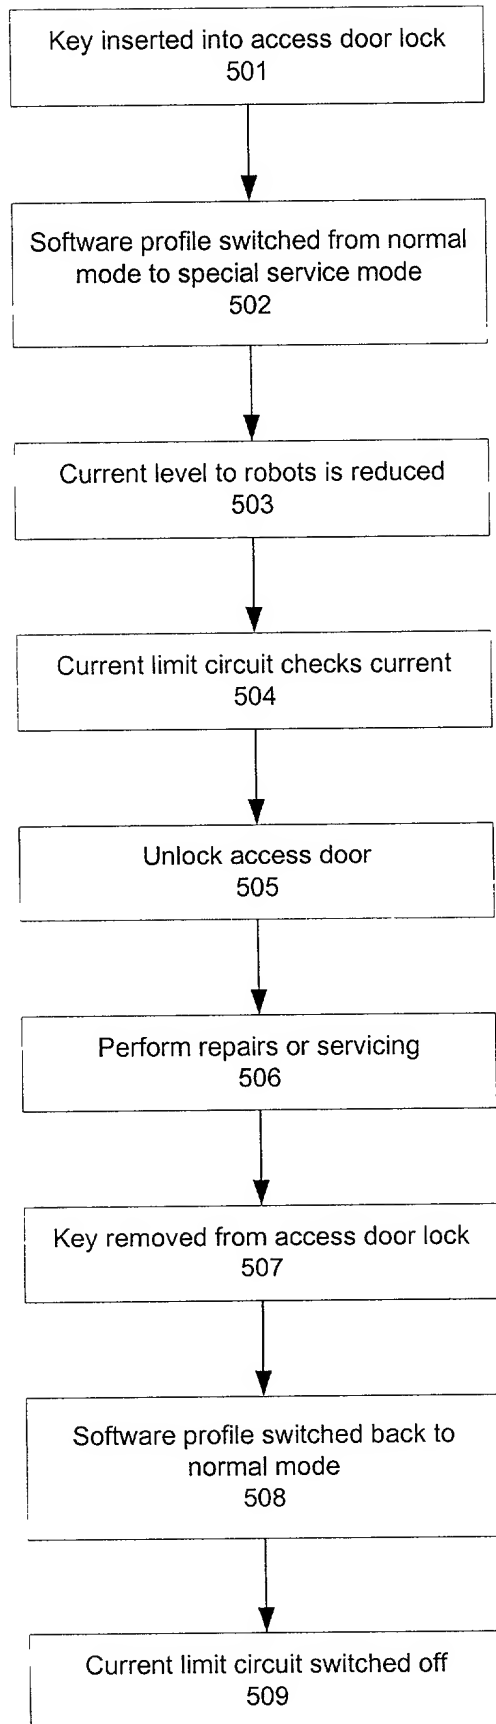 Key inserted into access door lock
501
Software profile switched from normal
mode to special service mode
502
Current level to robots is reduced
503
Current limit circuit checks current
504
Unlock access door
505
Perform repairs or servicing
506
Key removed from access door lock
507
Software profile switched back to
normal mode
508
Current limit circuit switched off
509